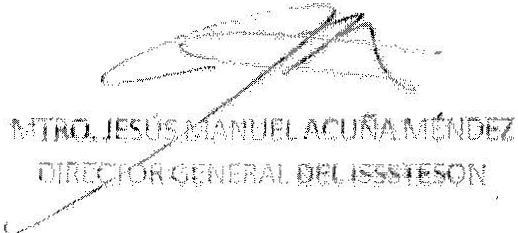 MTRO. JESÚS MANUEL ACUÑA MÉNDEZ
DIRECTOR GENERAL DEL ISSSTESON